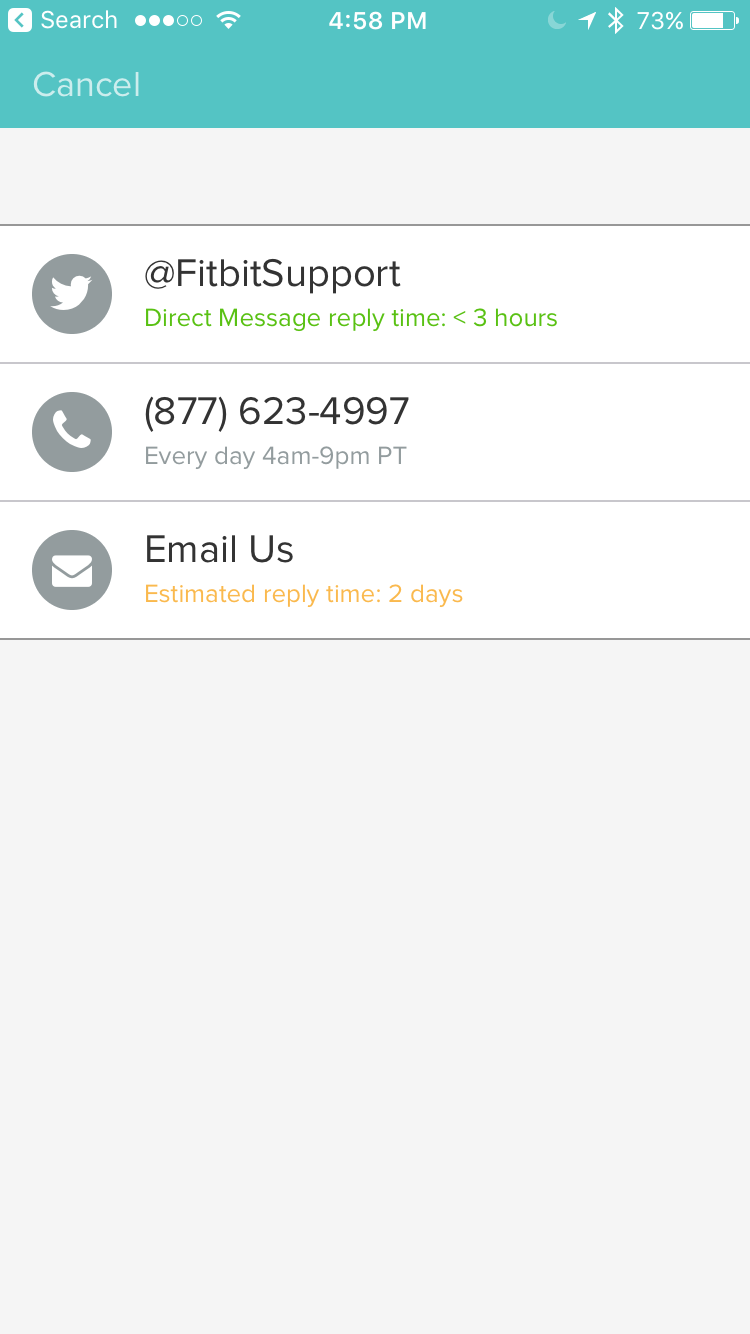 Search 4:58 PM 73%
Cancel
@FitbitSupport
Direct Message reply time: < 3 hours
(877) 623-4997
Every day 4am-9pm PT
Email Us
Estimated reply time: 2 days